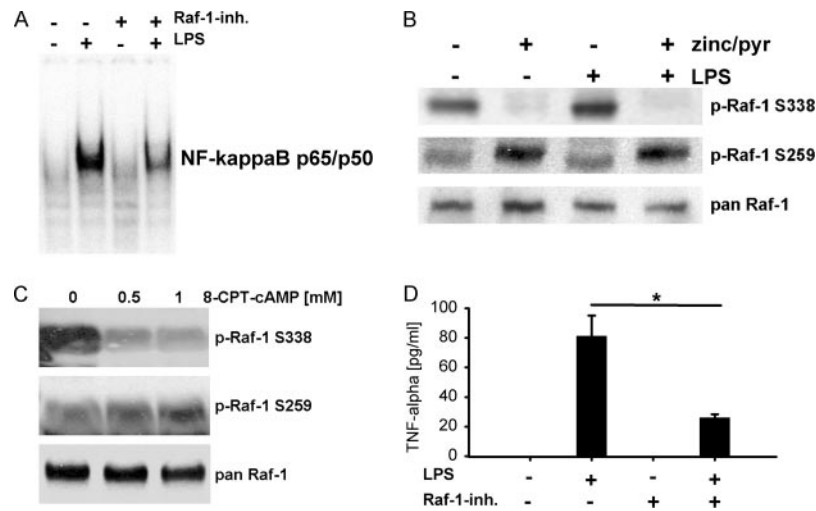 A
- - + + Raf-1-inh.
- + - + LPS
NF-kappaB p65/p50
B
- + - + zinc/pyr
- - + + LPS
p-Raf-1 S338
p-Raf-1 S259
pan Raf-1
C
0 0.5 1 8-CPT-cAMP [mM]
p-Raf-1 S338
p-Raf-1 S259
pan Raf-1
D
TNF-alpha [pg/ml]
100
80
60
40
20
0
*
LPS - + - +
Raf-1-inh. - - + +